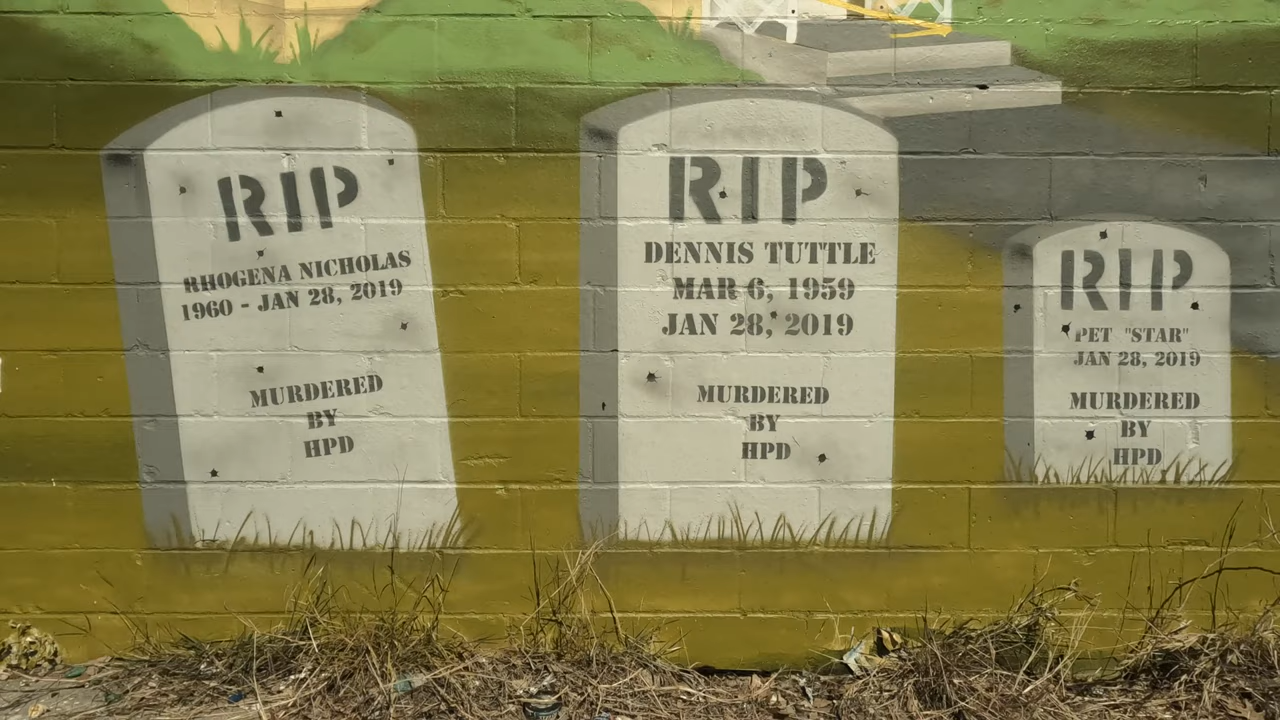 RIP
RHOGENA NICHOLAS
1960 - JAN 28, 2019
MURDERED
BY
HPD
RIP
DENNIS TUTTLE
MAR 6, 1959
JAN 28, 2019
MURDERED
BY
HPD
RIP
PET "STAR"
JAN 28, 2019
MURDERED
BY
HPD